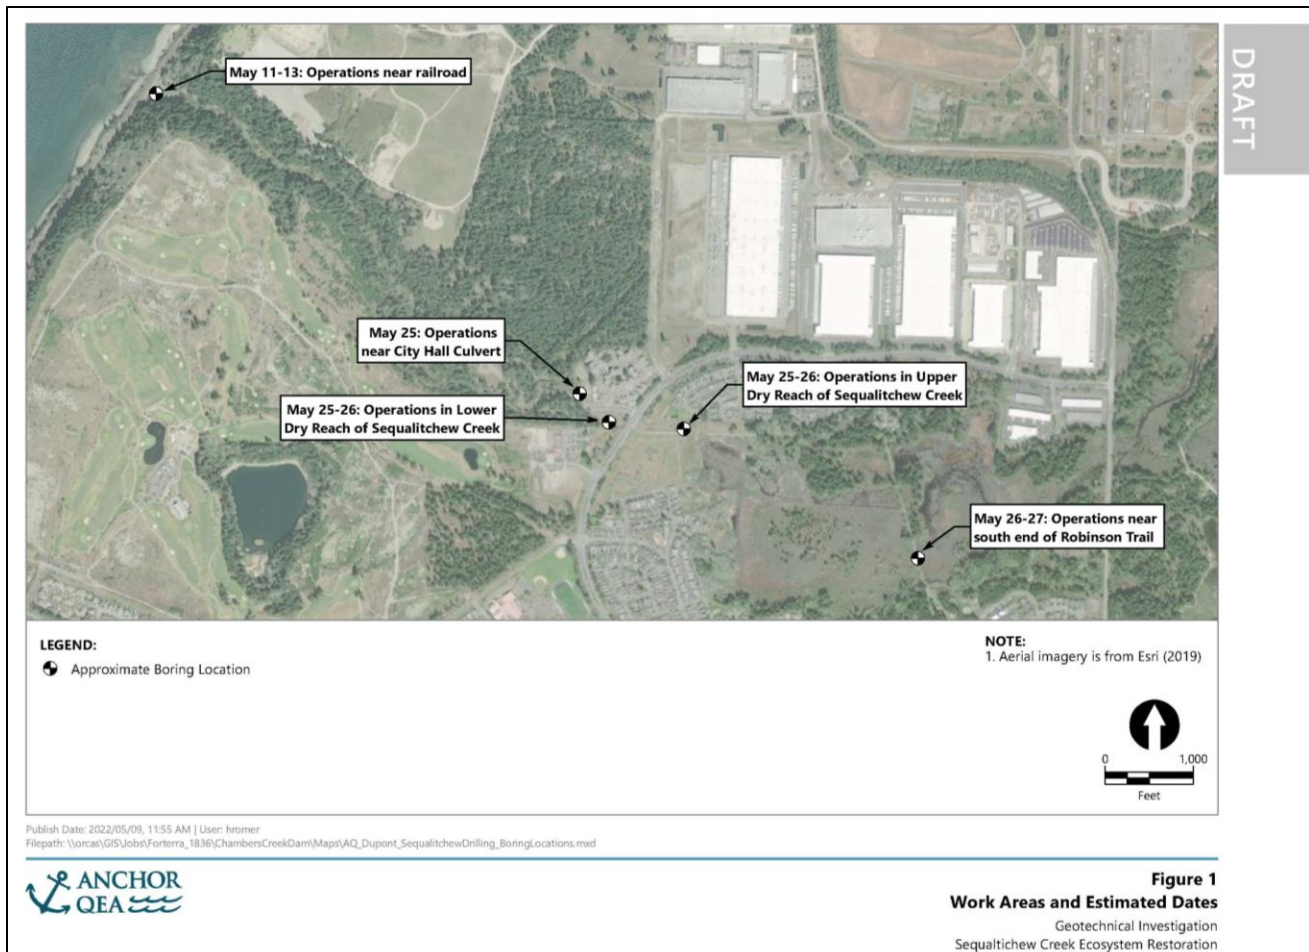 DRAFT
May 11-13: Operations near railroad
May 25: Operations
near City Hall Culvert
May 25-26: Operations in Lower
Dry Reach of Sequalitchew Creek
May 25-26: Operations in Upper
Dry Reach of Sequalitchew Creek
May 26-27: Operations near
south end of Robinson Trail
LEGEND:
Approximate Boring Location
NOTE:
1. Aerial imagery is from Esri (2019)
0 1,000
Feet
Publish Date: 2022/05/09, 11:55 AM | User: hromer
Filepath: \\orcas\GIS\Jobs\Forterra_1836\ChambersCreekDam\Maps\AQ_Dupont_SequalitchewDrilling_BoringLocations.mxd
ANCHOR
QEA
Figure 1
Work Areas and Estimated Dates
Geotechnical Investigation
Sequaltichew Creek Ecosystem Restoration